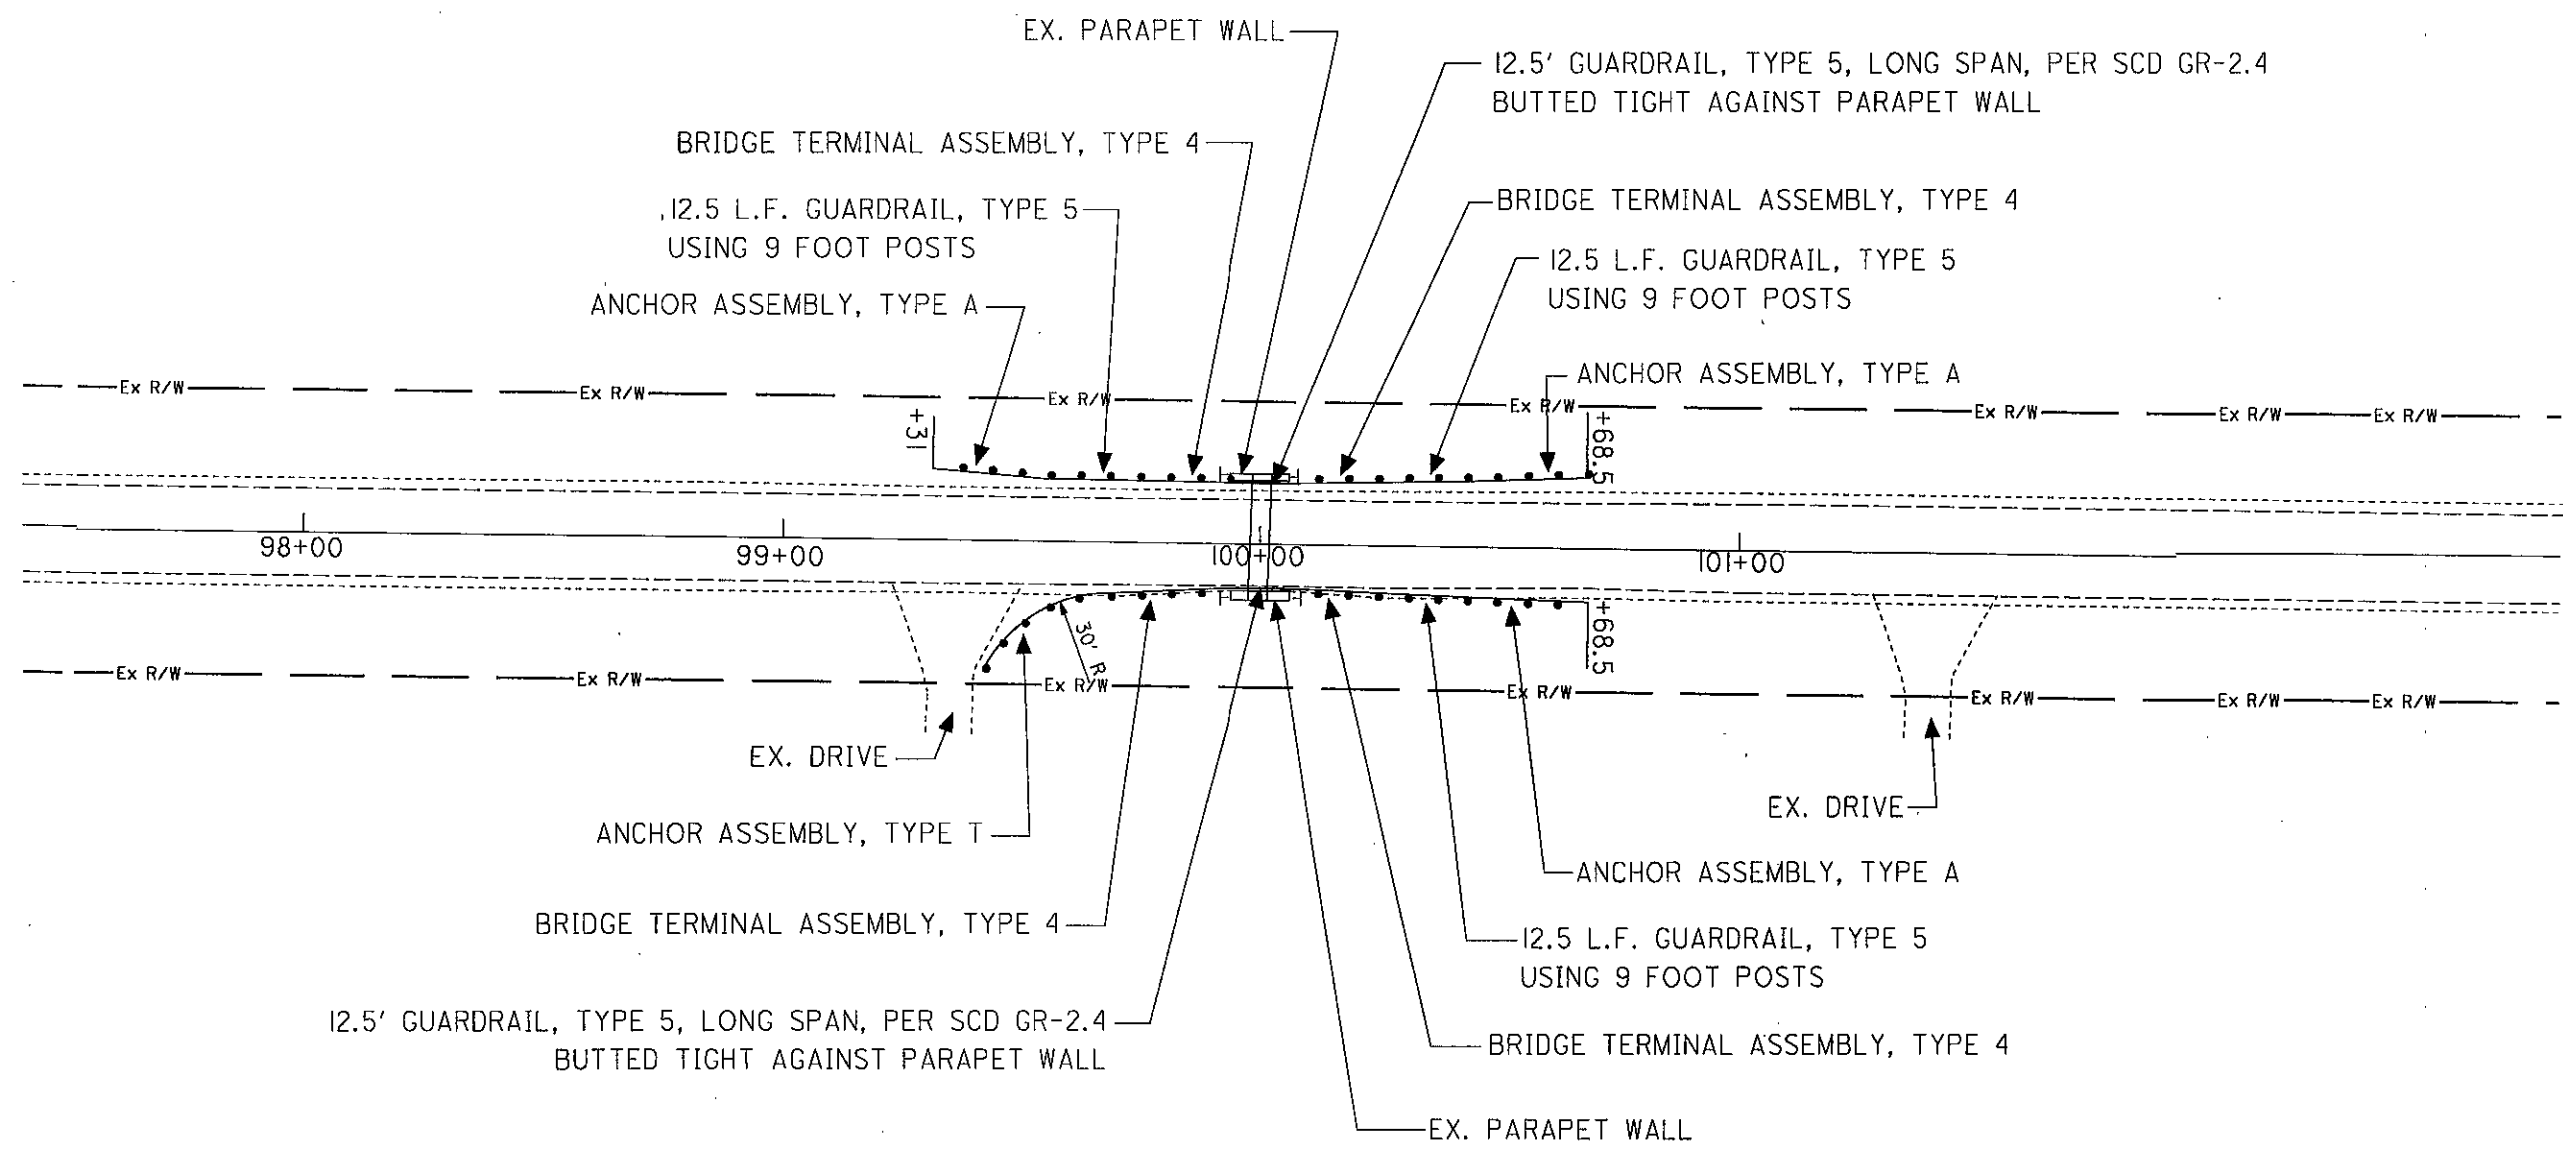 EX. PARAPET WALL
12.5' GUARDRAIL, TYPE 5, LONG SPAN, PER SCD GR-2.4
BUTTED TIGHT AGAINST PARAPET WALL
BRIDGE TERMINAL ASSEMBLY, TYPE 4
BRIDGE TERMINAL ASSEMBLY, TYPE 4
12.5 L.F. GUARDRAIL, TYPE 5
USING 9 FOOT POSTS
12.5 L.F. GUARDRAIL, TYPE 5
USING 9 FOOT POSTS
ANCHOR ASSEMBLY, TYPE A
ANCHOR ASSEMBLY, TYPE A
Ex R/W
Ex R/W
Ex R/W
Ex R/W
Ex R/W
Ex R/W
Ex R/W
+31
+68.5
98+00
99+00
100+00
101+00
30' R
+68.5
Ex R/W
Ex R/W
Ex R/W
Ex R/W
Ex R/W
Ex R/W
Ex R/W
EX. DRIVE
EX. DRIVE
ANCHOR ASSEMBLY, TYPE T
ANCHOR ASSEMBLY, TYPE A
BRIDGE TERMINAL ASSEMBLY, TYPE 4
12.5 L.F. GUARDRAIL, TYPE 5
USING 9 FOOT POSTS
12.5' GUARDRAIL, TYPE 5, LONG SPAN, PER SCD GR-2.4
BUTTED TIGHT AGAINST PARAPET WALL
BRIDGE TERMINAL ASSEMBLY, TYPE 4
EX. PARAPET WALL